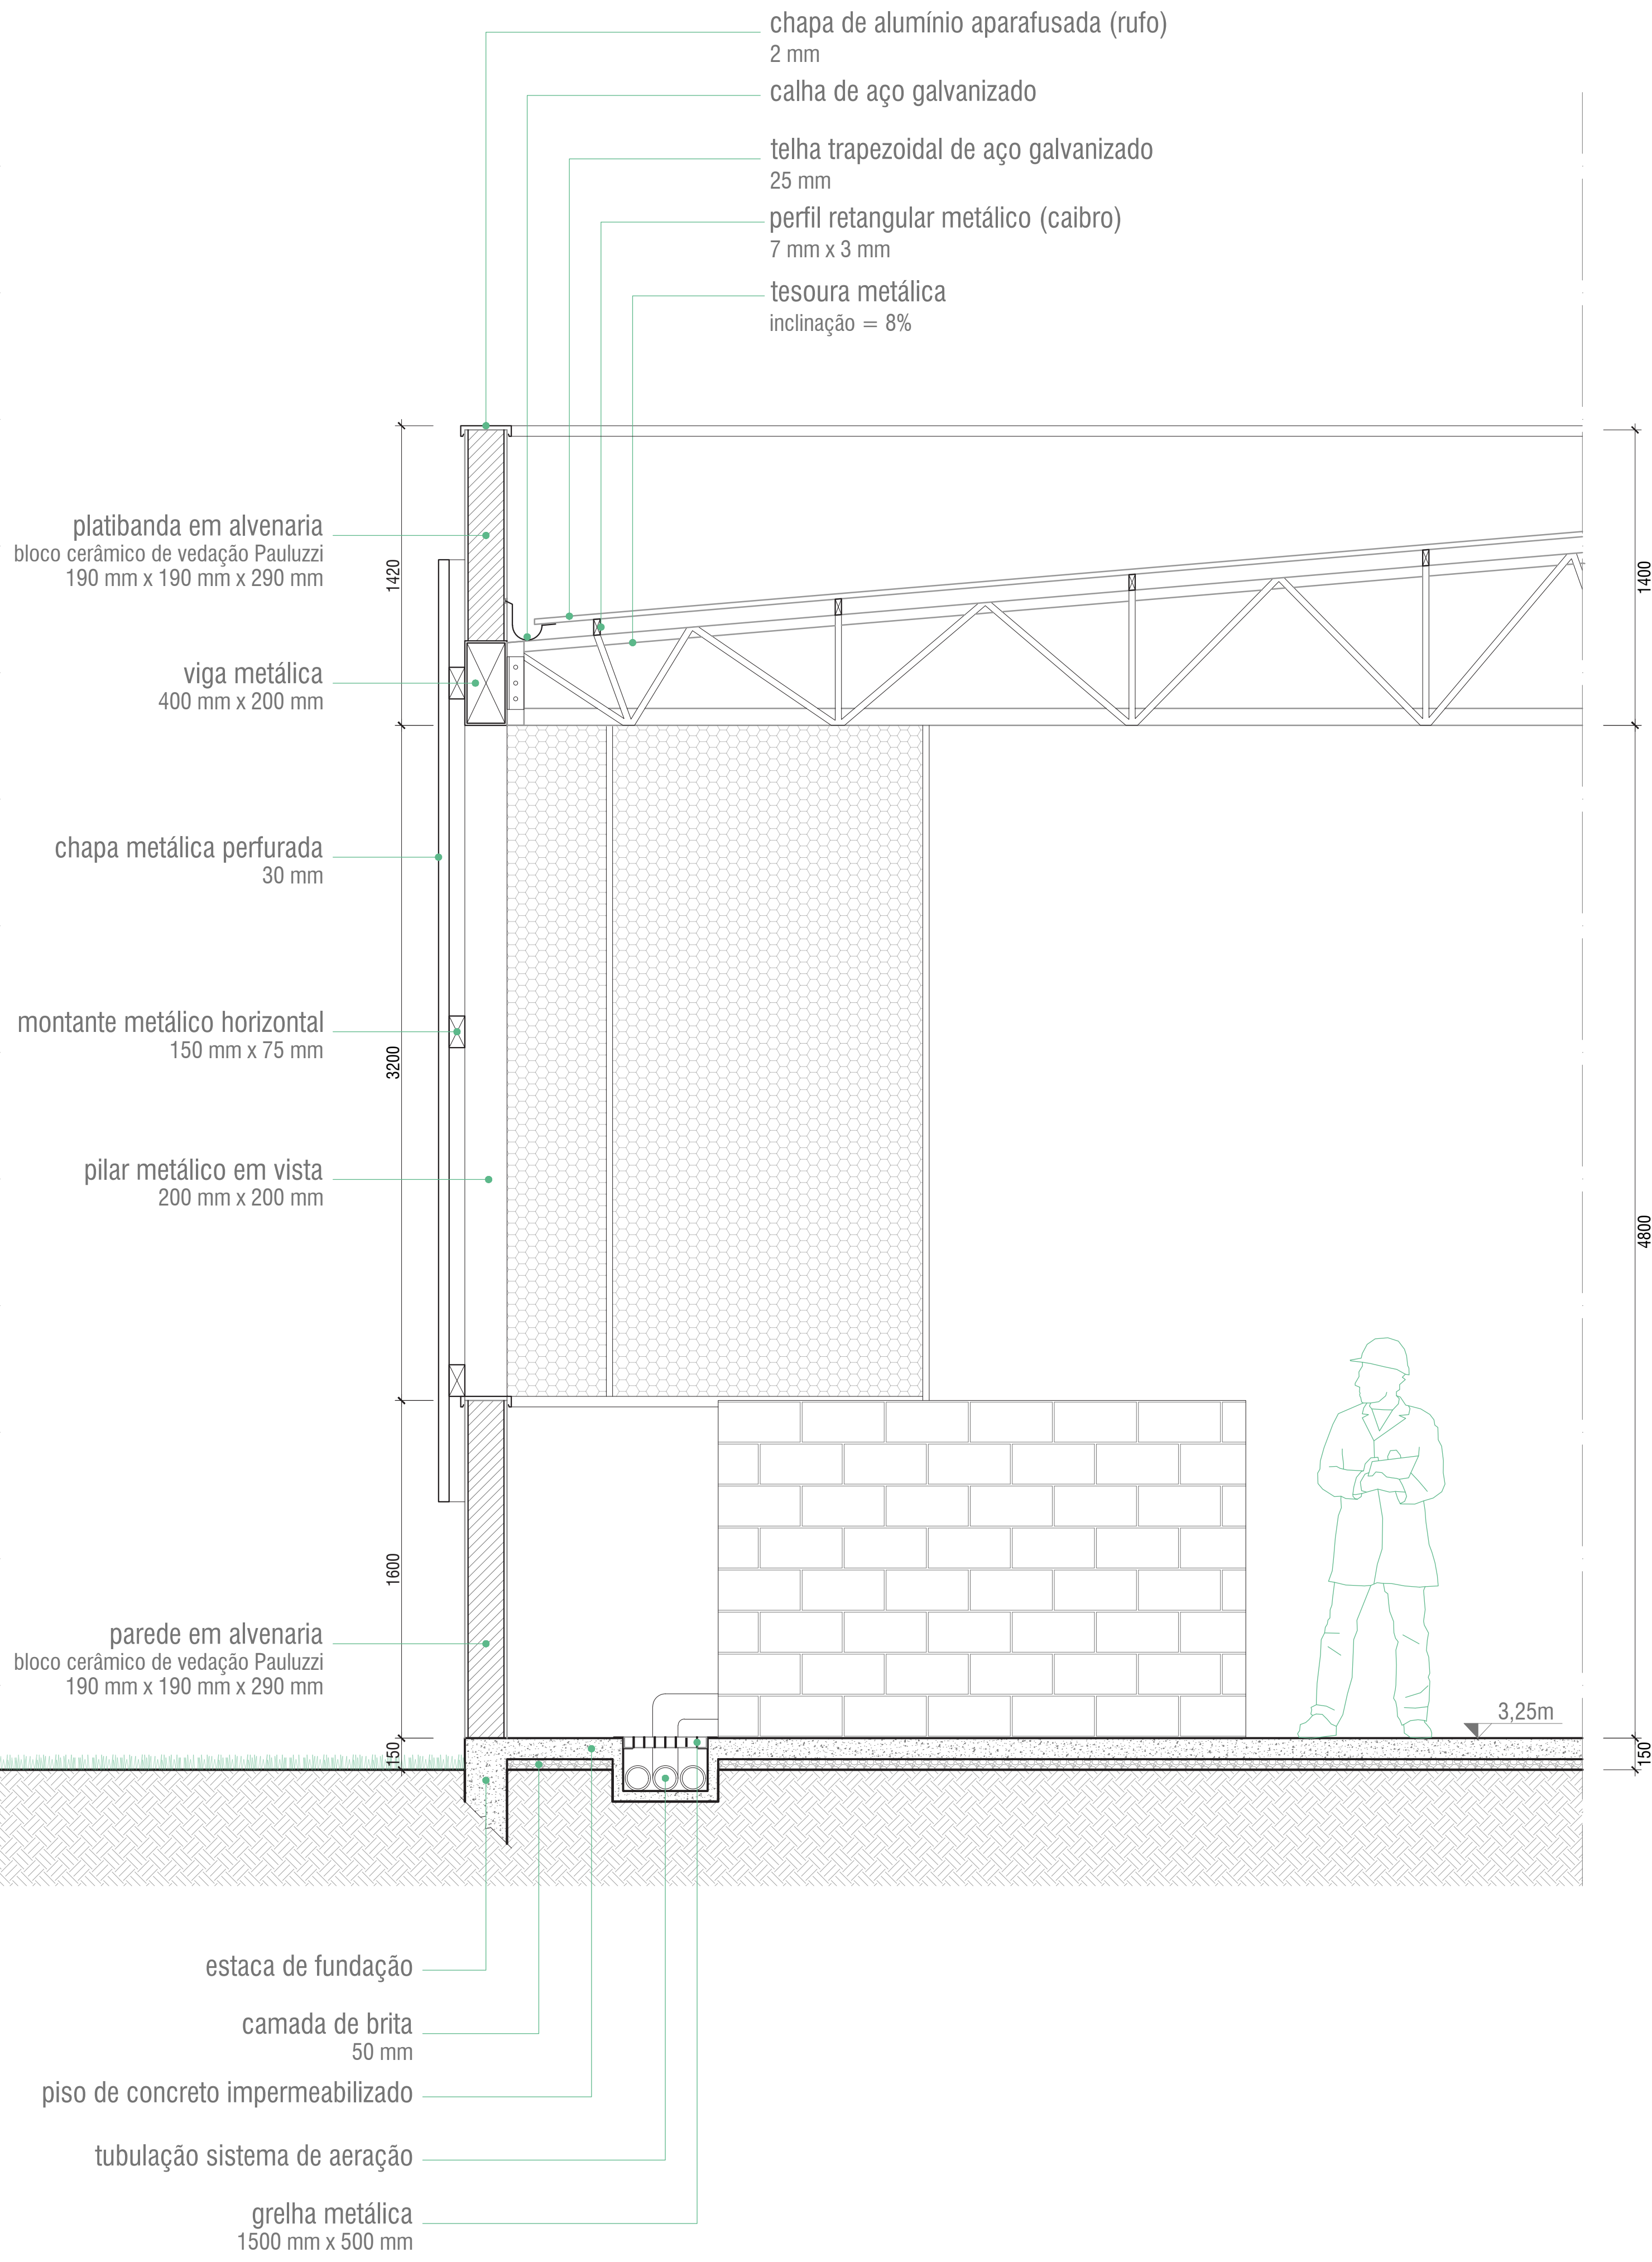 chapa de alumínio aparafusada (rufo)
2 mm
calha de aço galvanizado
telha trapezoidal de aço galvanizado
25 mm
perfil retangular metálico (caibro)
7 mm x 3 mm
tesoura metálica
inclinação = 8%
platibanda em alvenaria
bloco cerâmico de vedação Pauluzzi
190 mm x 190 mm x 290 mm
1420
1400
viga metálica
400 mm x 200 mm
chapa metálica perfurada
30 mm
montante metálico horizontal
150 mm x 75 mm
3200
pilar metálico em vista
200 mm x 200 mm
4800
1600
parede em alvenaria
bloco cerâmico de vedação Pauluzzi
190 mm x 190 mm x 290 mm
3,25m
150
150
estaca de fundação
camada de brita
50 mm
piso de concreto impermeabilizado
tubulação sistema de aeração
grelha metálica
1500 mm x 500 mm